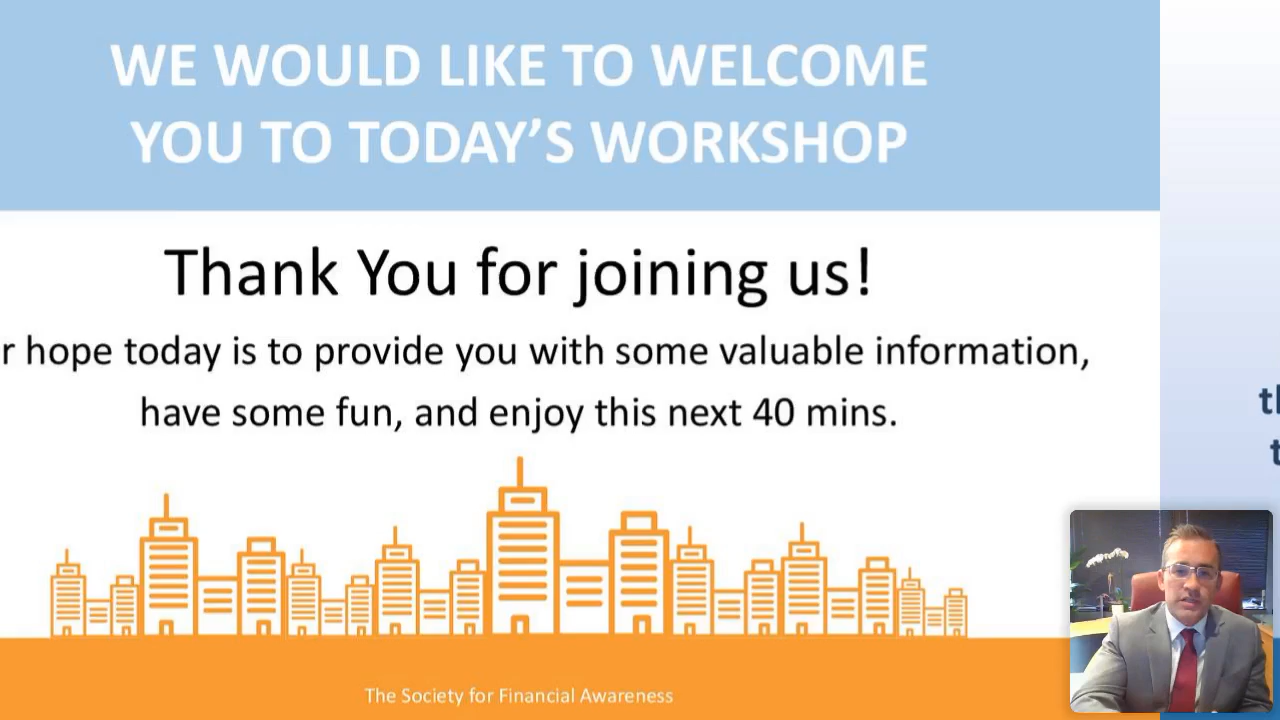 WE WOULD LIKE TO WELCOME
YOU TO TODAY’S WORKSHOP
Thank You for joining us!
r hope today is to provide you with some valuable information,
have some fun, and enjoy this next 40 mins.
The Society for Financial Awareness